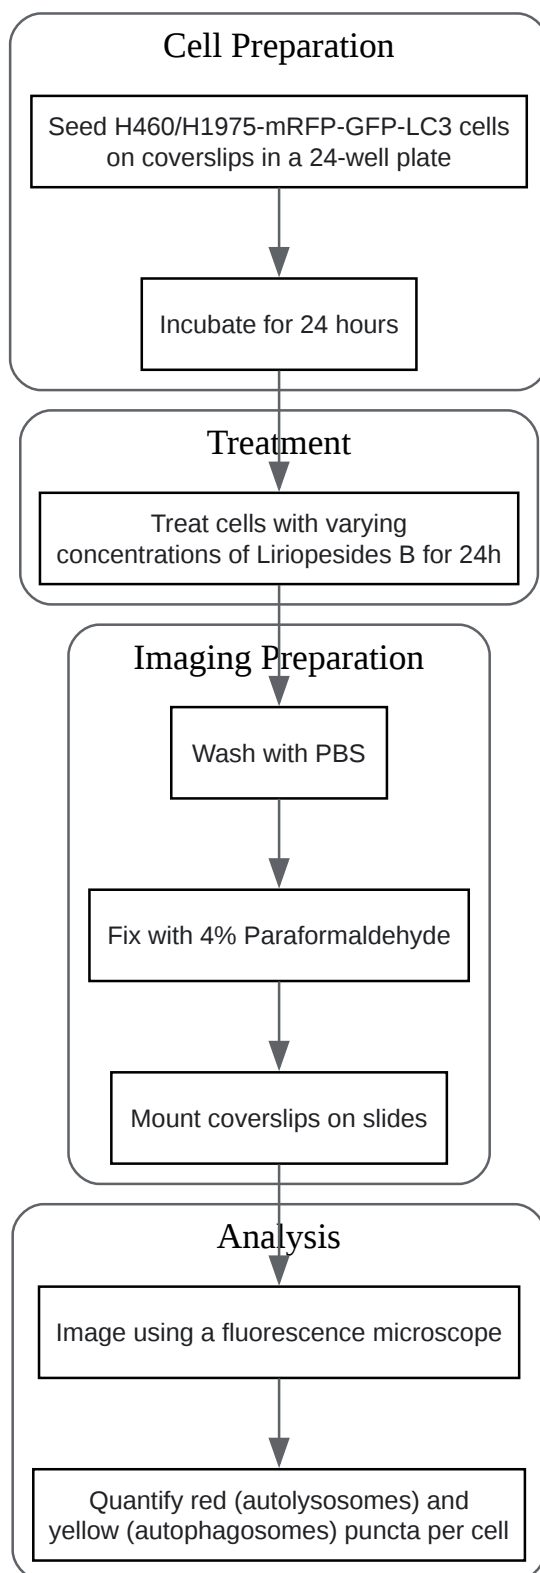 Cell Preparation
Seed H460/H1975-mRFP-GFP-LC3 cells
on coverslips in a 24-well plate
Incubate for 24 hours
Treatment
Treat cells with varying
concentrations of Liriopesides B for 24h
Imaging Preparation
Wash with PBS
Fix with 4% Paraformaldehyde
Mount coverslips on slides
Analysis
Image using a fluorescence microscope
Quantify red (autolysosomes) and
yellow (autophagosomes) puncta per cell